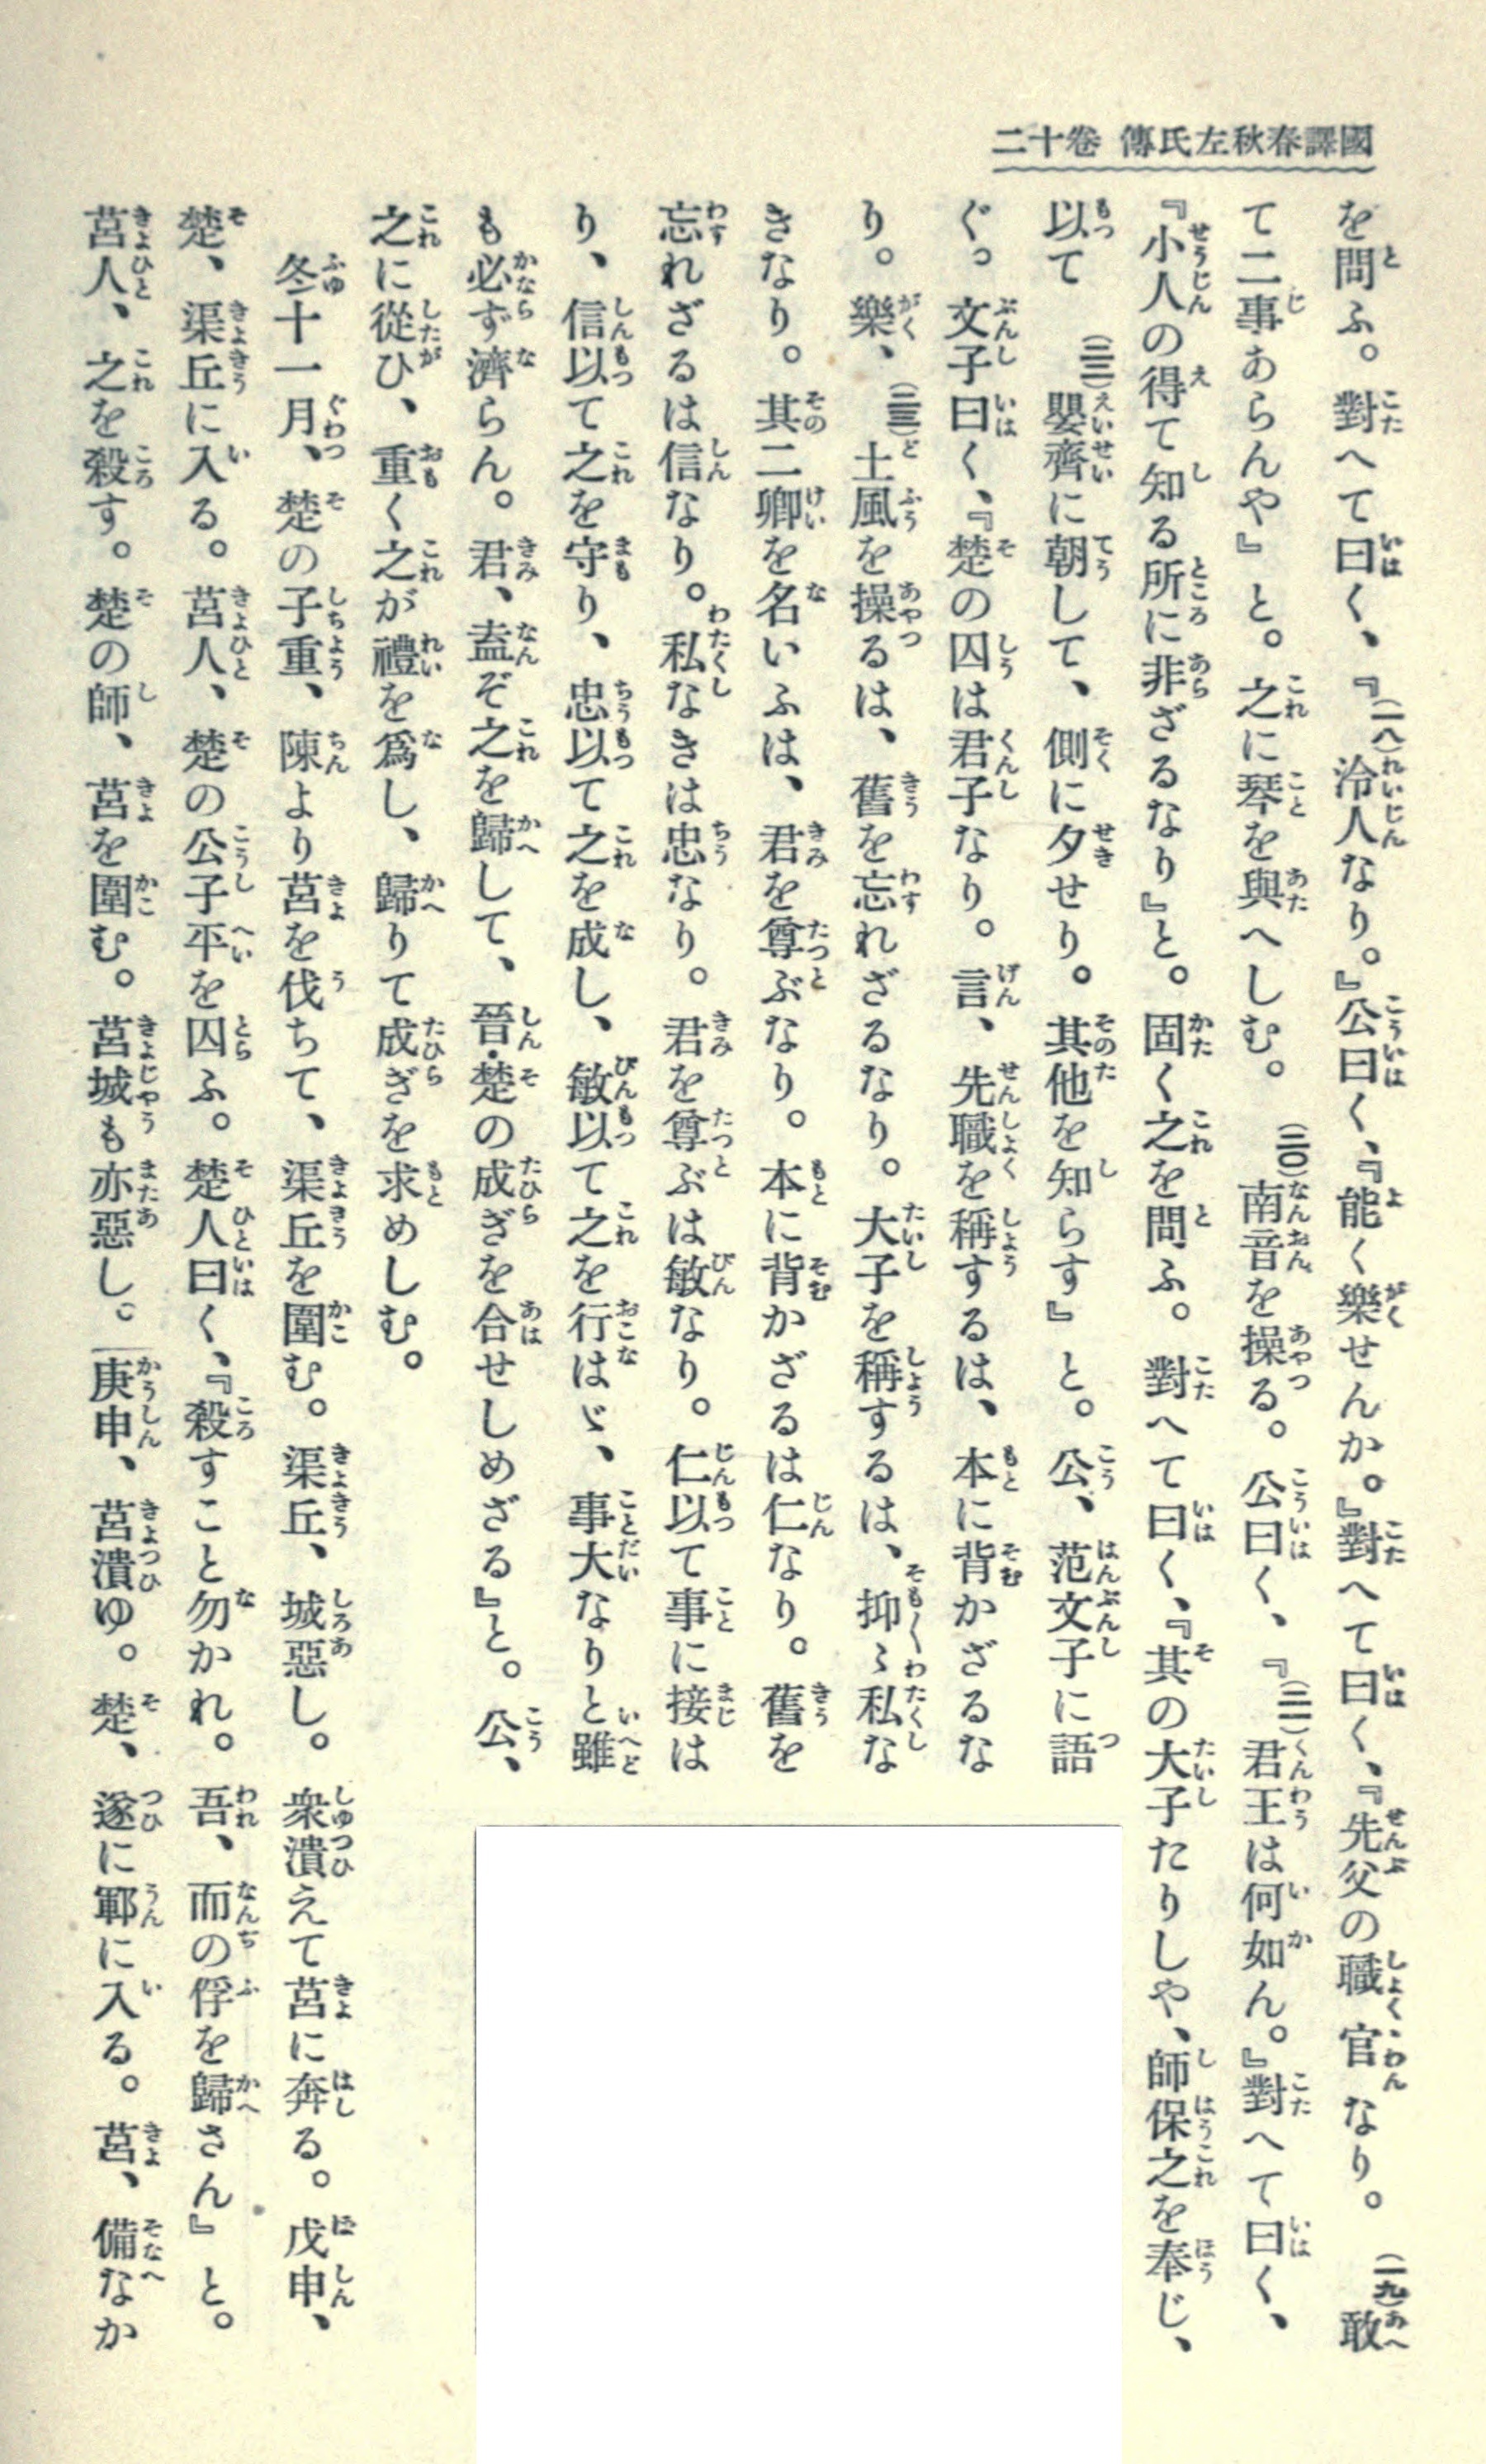 國譯春秋左氏傳 卷十二
を問ふ。對へて曰く、『(一八)泠人なり。』公曰く、『能く樂せんか。』對へて曰く、『先父の職官なり。(一九)敢
て二事あらんや』と。之に琴を與へしむ。(二〇)南音を操る。公曰く、『(二一)君王は何如ん。』對へて曰く、
『小人の得て知る所に非ざるなり』と。固く之を問ふ。對へて曰く、『其の大子たりしや、師保之を奉じ、
以て(二二)嬰齊に朝して、側に夕せり。其他を知らず』と。公、范文子に語
ぐ。文子曰く、『楚の囚は君子なり。言、先職を稱するは、本に背かざるな
り。樂、(二三)土風を操るは、舊を忘れざるなり。大子を稱するは、抑〻私な
きなり。其二卿を名いふは、君を尊ぶなり。本に背かざるは仁なり。舊を
忘れざるは信なり。私なきは忠なり。君を尊ぶは敏なり。仁以て事に接は
り、信以て之を守り、忠以て之を成し、敏以て之を行はゞ、事大なりと雖
も必ず濟らん。君、盍ぞ之を歸して、晉・楚の成ぎを合せしめざる』と。公、
之に從ひ、重く之が禮を爲し、歸りて成ぎを求めしむ。
冬十一月、楚の子重、陳より莒を伐ちて、渠丘を圍む。渠丘、城惡し。衆潰えて莒に奔る。戊申、
楚、渠丘に入る。莒人、楚の公子平を囚ふ。楚人曰く、『殺すこと勿かれ。吾、而の俘を歸さん』と。
莒人、之を殺す。楚の師、莒を圍む。莒城も亦惡し。庚申、莒潰ゆ。楚、遂に鄆に入る。莒、備なか